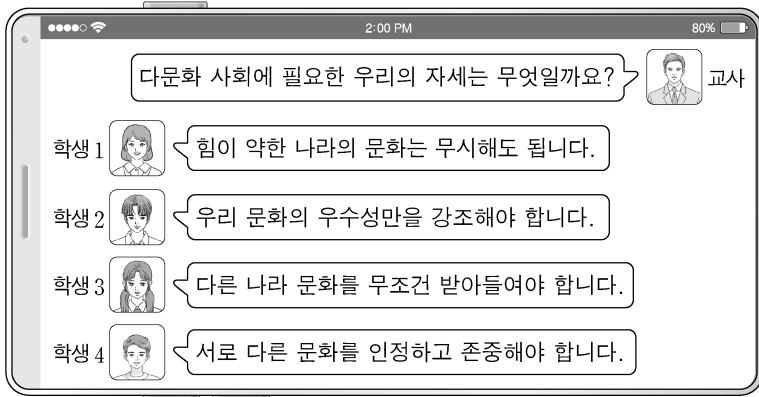 2:00 PM
80%
다문화 사회에 필요한 우리의 자세는 무엇일까요?
교사
학생 1
힘이 약한 나라의 문화는 무시해도 됩니다.
학생 2
우리 문화의 우수성만을 강조해야 합니다.
학생 3
다른 나라 문화를 무조건 받아들여야 합니다.
학생 4
서로 다른 문화를 인정하고 존중해야 합니다.